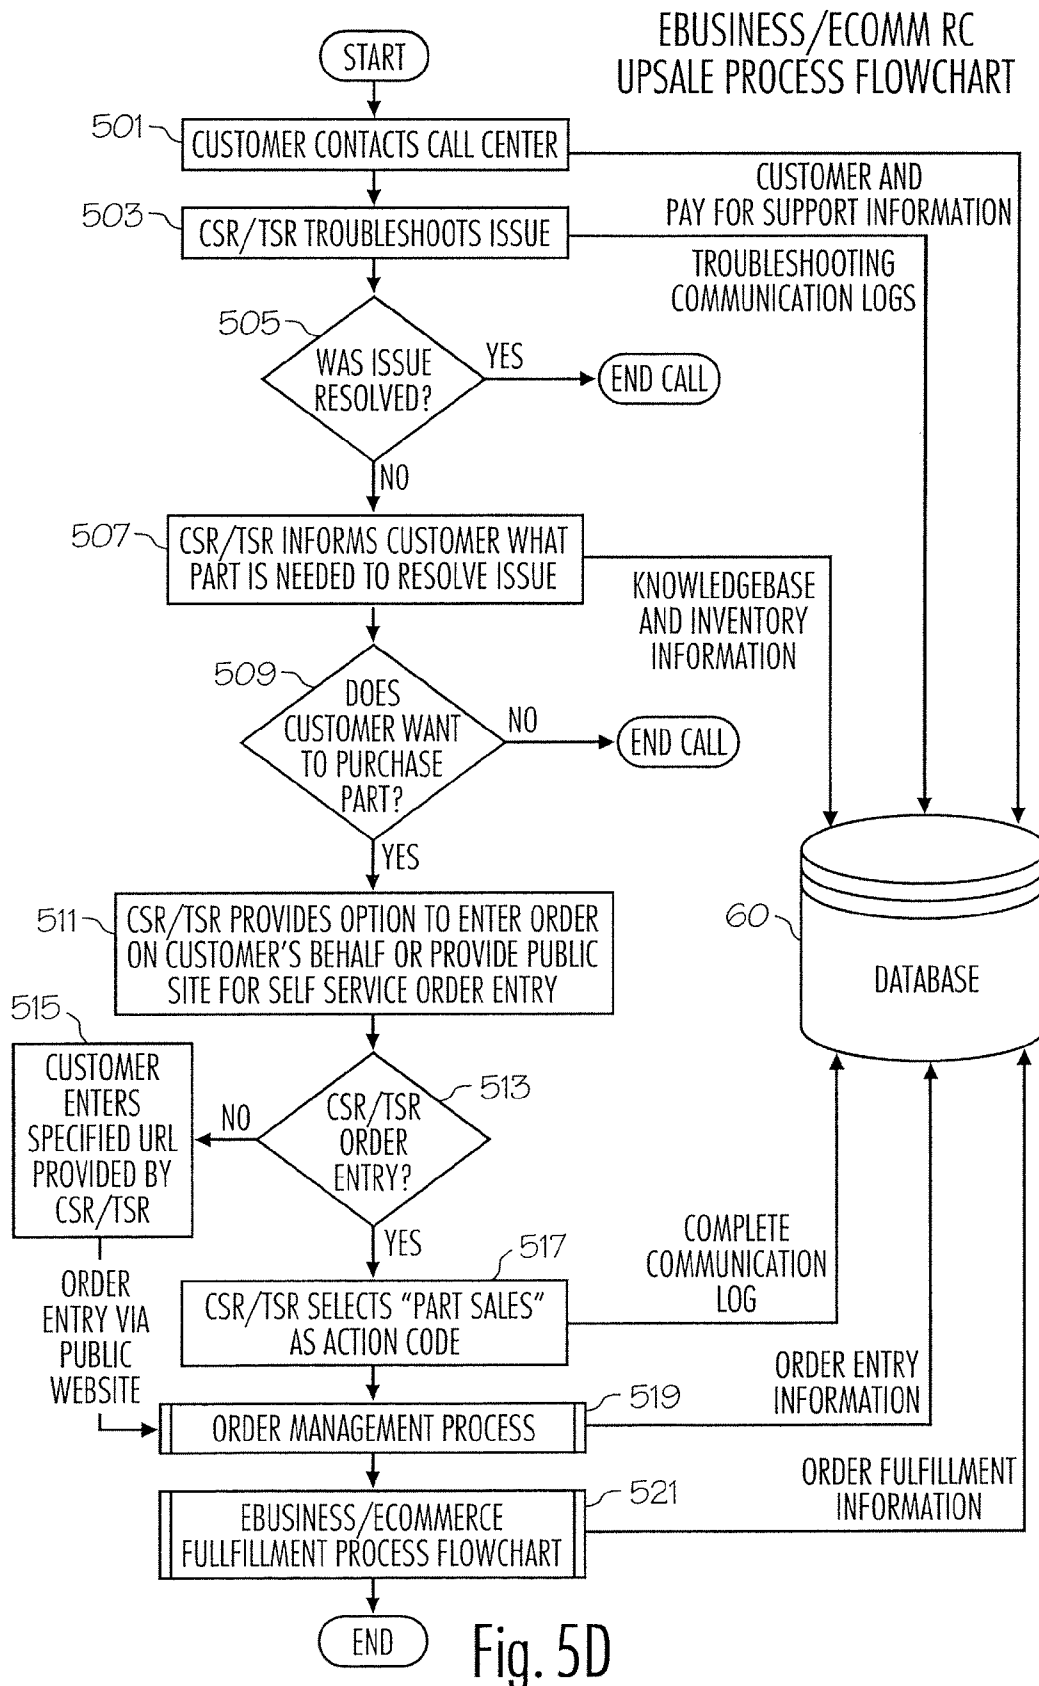 EBUSINESS/ECOMM RC
UPSALE PROCESS FLOWCHART
START
501
CUSTOMER CONTACTS CALL CENTER
CUSTOMER AND
PAY FOR SUPPORT INFORMATION
503
CSR/TSR TROUBLESHOOTS ISSUE
TROUBLESHOOTING
COMMUNICATION LOGS
505
WAS ISSUE
RESOLVED?
YES
END CALL
NO
507
CSR/TSR INFORMS CUSTOMER WHAT
PART IS NEEDED TO RESOLVE ISSUE
KNOWLEDGEBASE
AND INVENTORY
INFORMATION
509
DOES
CUSTOMER WANT
TO PURCHASE
PART?
NO
END CALL
YES
511
CSR/TSR PROVIDES OPTION TO ENTER ORDER
ON CUSTOMER'S BEHALF OR PROVIDE PUBLIC
SITE FOR SELF SERVICE ORDER ENTRY
60
DATABASE
513
CSR/TSR
ORDER
ENTRY?
NO
515
CUSTOMER
ENTERS
SPECIFIED URL
PROVIDED BY
CSR/TSR
ORDER
ENTRY VIA
PUBLIC
WEBSITE
YES
517
CSR/TSR SELECTS “PART SALES”
AS ACTION CODE
COMPLETE
COMMUNICATION
LOG
519
ORDER MANAGEMENT PROCESS
ORDER ENTRY
INFORMATION
521
EBUSINESS/ECOMMERCE
FULLFILLMENT PROCESS FLOWCHART
ORDER FULFILLMENT
INFORMATION
END
Fig. 5D